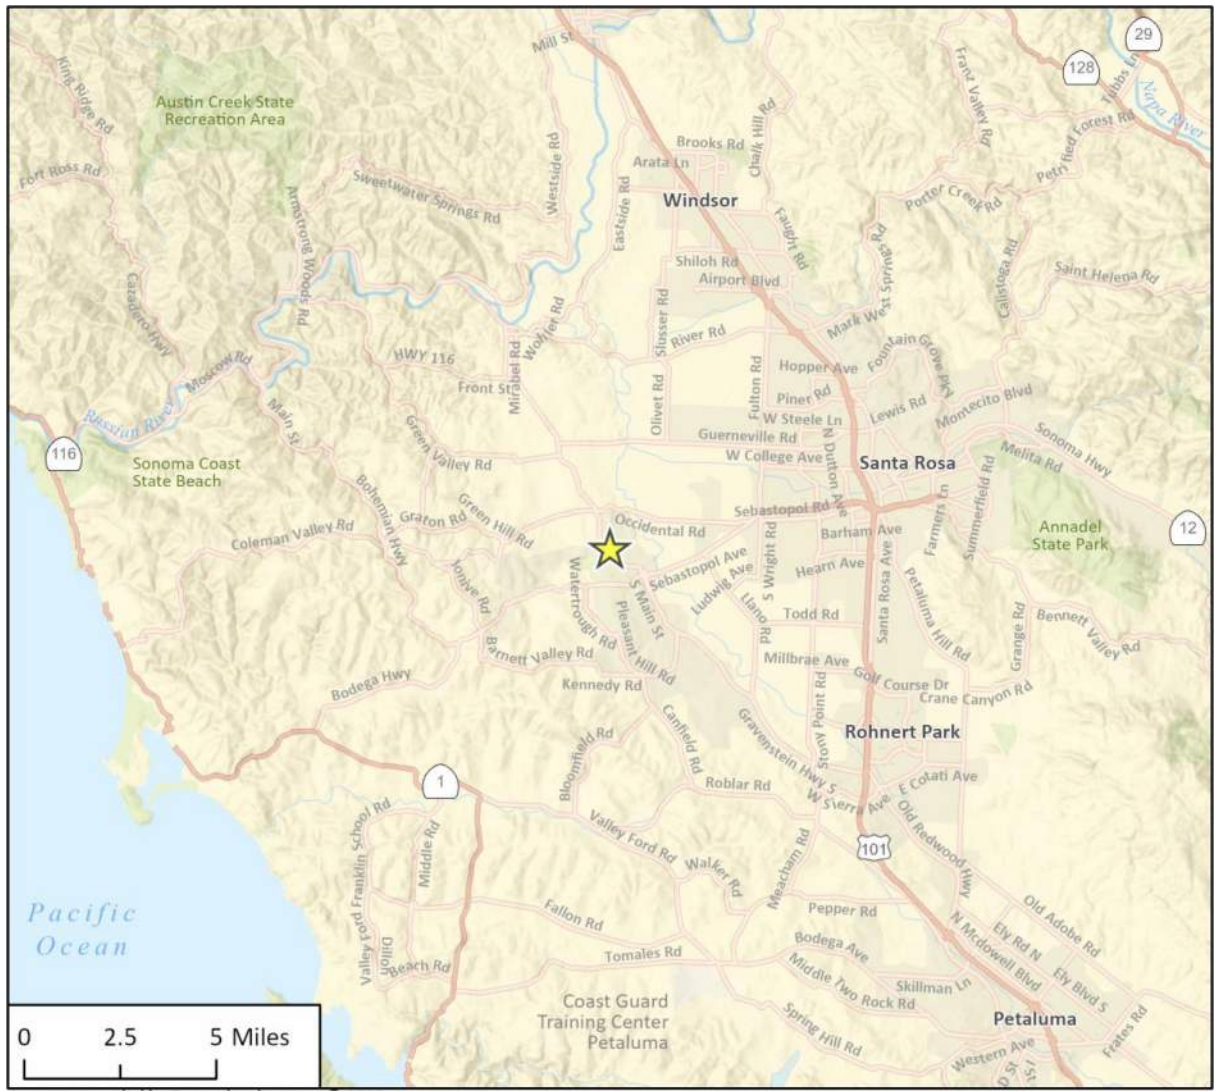 Mill St
29
128
Tubbs Ln
Napa River
Franz Valley Rd
King Ridge Rd
Austin Creek State
Recreation Area
Chalk Hill Rd
Petrified Forest Rd
Brooks Rd
Arata Ln
Westside Rd
Fort Ross Rd
Sweetwater Springs Rd
Eastside Rd
Windsor
Porter Creek Rd
Armstrong Woods Rd
Faught Rd
Shiloh Rd
Airport Blvd
Mark West Springs Rd
Calistoga Rd
Saint Helena Rd
Cazadero Hwy
Wohler Rd
Slusser Rd
River Rd
Fountain Grove Pky
HWY 116
Moscow Rd
Mirabel Rd
Front St
Hopper Ave
Fulton Rd
Piner Rd
Olivet Rd
Lewis Rd
Montecito Blvd
Russian River
Main St
W Steele Ln
Guerneville Rd
N Dutton Ave
Sonoma Hwy
Melita Rd
116
Green Valley Rd
W College Ave
Santa Rosa
Sonoma Coast
State Beach
Bohemian Hwy
Green Hill Rd
Graton Rd
Coleman Valley Rd
Occidental Rd
Sebastopol Rd
Barham Ave
Farmers Ln
Summerfield Rd
Annadel
State Park
12
Jonive Rd
Watertrough Rd
Sebastopol Ave
S Wright Rd
Hearn Ave
Ludwig Ave
S Main St
Pleasant Hill Rd
Llano Rd
Todd Rd
Santa Rosa Ave
Petaluma Hill Rd
Grange Rd
Bennett Valley Rd
Barnett Valley Rd
Millbrae Ave
Golf Course Dr
Crane Canyon Rd
Bodega Hwy
Kennedy Rd
Stony Point Rd
Canfield Rd
Gravenstein Hwy S
Rohnert Park
Bloomfield Rd
Roblar Rd
E Cotati Ave
W Sierra Ave
1
Valley Ford Franklin School Rd
Middle Rd
Valley Ford Rd
Walker Rd
Meacham Rd
101
Old Redwood Hwy
Pacific
Ocean
Fallon Rd
Pepper Rd
Old Adobe Rd
Ely Rd N
N Mcdowell Blvd
Dillon
Beach Rd
Tomales Rd
Bodega Ave
Middle Two Rock Rd
Skillman Ln
Ely Blvd S
Coast Guard
Training Center
Petaluma
Spring Hill Rd
Petaluma
Frates Rd
Western Ave
D St
0 2.5 5 Miles